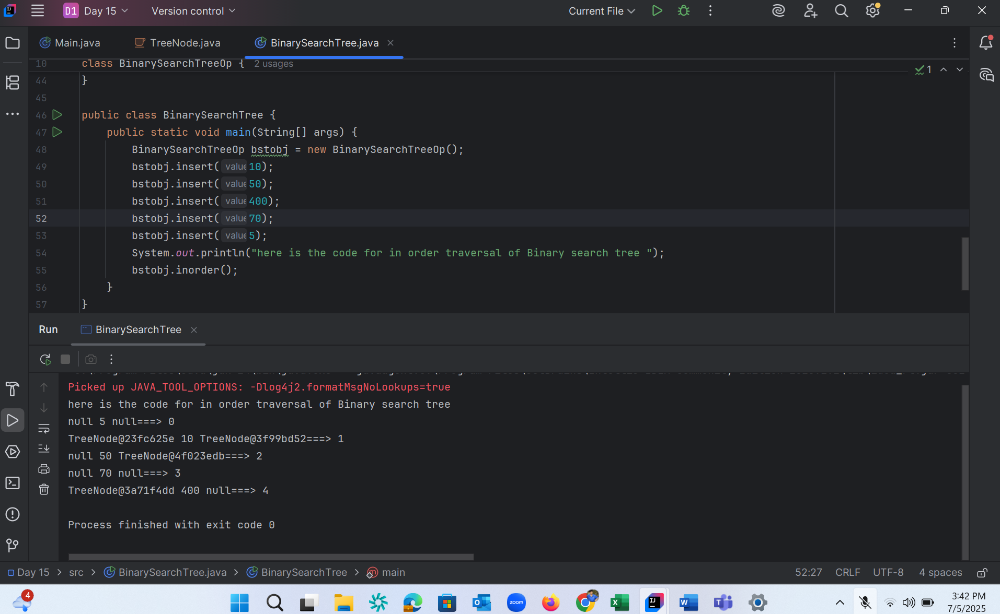 D1 Day 15 Version control Current File
Main.java TreeNode.java BinarySearchTree.java
10 class BinarySearchTreeOp { 2 usages
1
44 }
45
46 public class BinarySearchTree {
47 public static void main(String[] args) {
48 BinarySearchTreeOp bstobj = new BinarySearchTreeOp();
49 bstobj.insert( value 10);
50 bstobj.insert( value 50);
51 bstobj.insert( value 400);
52 bstobj.insert( value 70);
53 bstobj.insert( value 5);
54 System.out.println("here is the code for in order traversal of Binary search tree ");
55 bstobj.inorder();
56 }
57 }
Run BinarySearchTree
Picked up JAVA_TOOL_OPTIONS: -Dlog4j2.formatMsgNoLookups=true
here is the code for in order traversal of Binary search tree
null 5 null===> 0
TreeNode@23fc625e 10 TreeNode@3f99bd52===> 1
null 50 TreeNode@4f023edb===> 2
null 70 null===> 3
TreeNode@3a71f4dd 400 null===> 4
Process finished with exit code 0
Day 15 > src > BinarySearchTree.java > BinarySearchTree > main 52:27 CRLF UTF-8 4 spaces
4 zoom 3:42 PM
7/5/2025